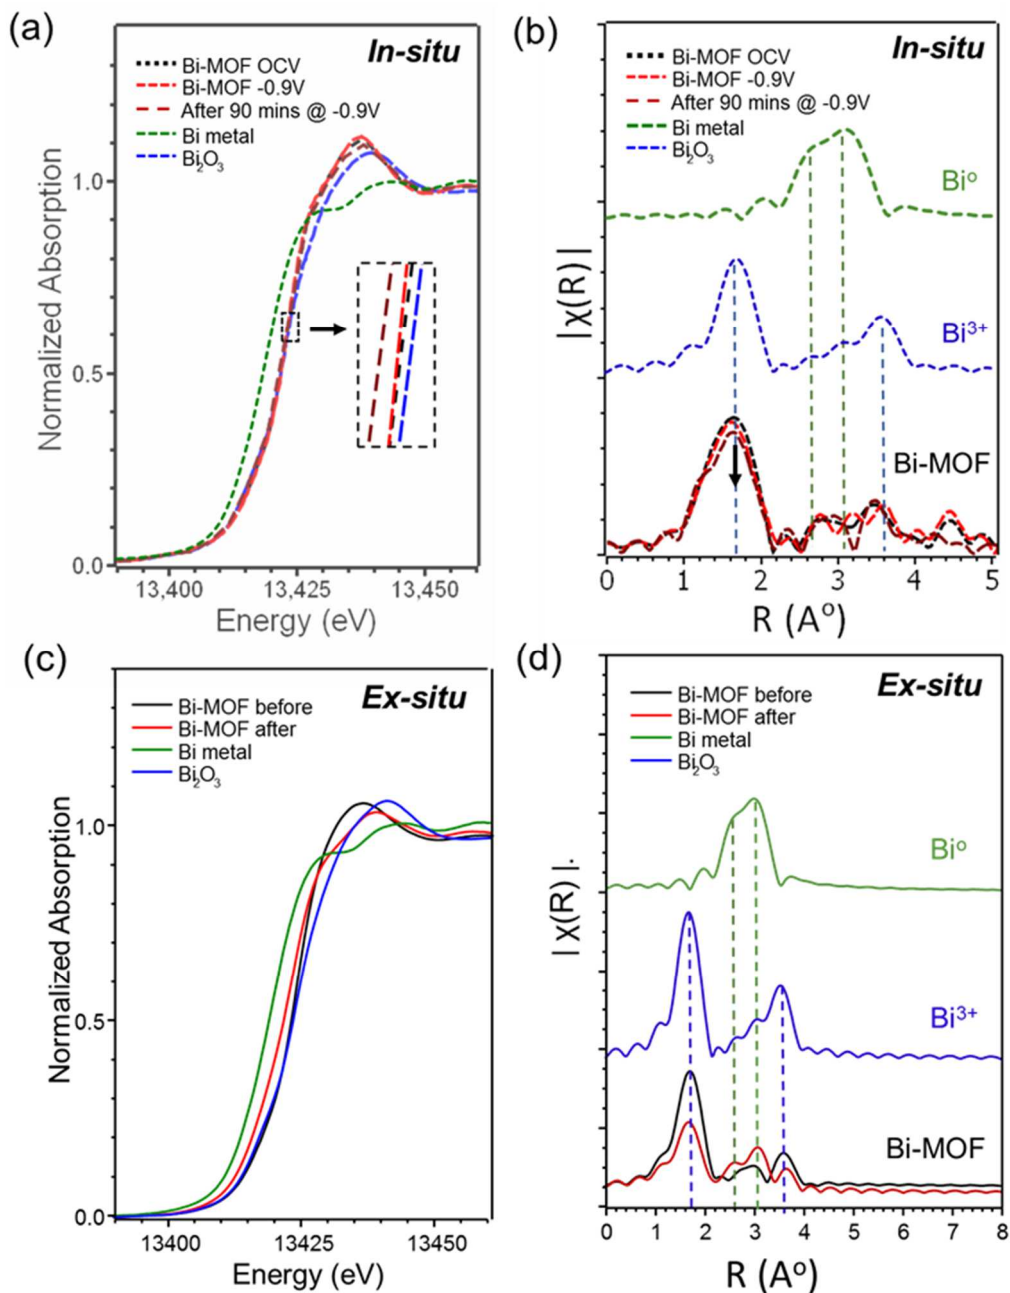 (a)
In-situ
Bi-MOF OCV
Bi-MOF -0.9V
After 90 mins @ -0.9V
Bi metal
Bi₂O₃
1.0
0.5
0.0
Normalized Absorption
13,400 13,425 13,450
Energy (eV)
(b)
In-situ
Bi-MOF OCV
Bi-MOF -0.9V
After 90 mins @ -0.9V
Bi metal
Bi₂O₃
Biᵒ
Bi³⁺
Bi-MOF
| χ(R) |
0 1 2 3 4 5
R (Aᵒ)
(c)
Ex-situ
Bi-MOF before
Bi-MOF after
Bi metal
Bi₂O₃
1.0
0.5
0.0
Normalized Absorption
13400 13425 13450
Energy (eV)
(d)
Ex-situ
Bi-MOF before
Bi-MOF after
Bi metal
Bi₂O₃
Biᵒ
Bi³⁺
Bi-MOF
| χ(R) |.
0 1 2 3 4 5 6 7 8
R (Aᵒ)